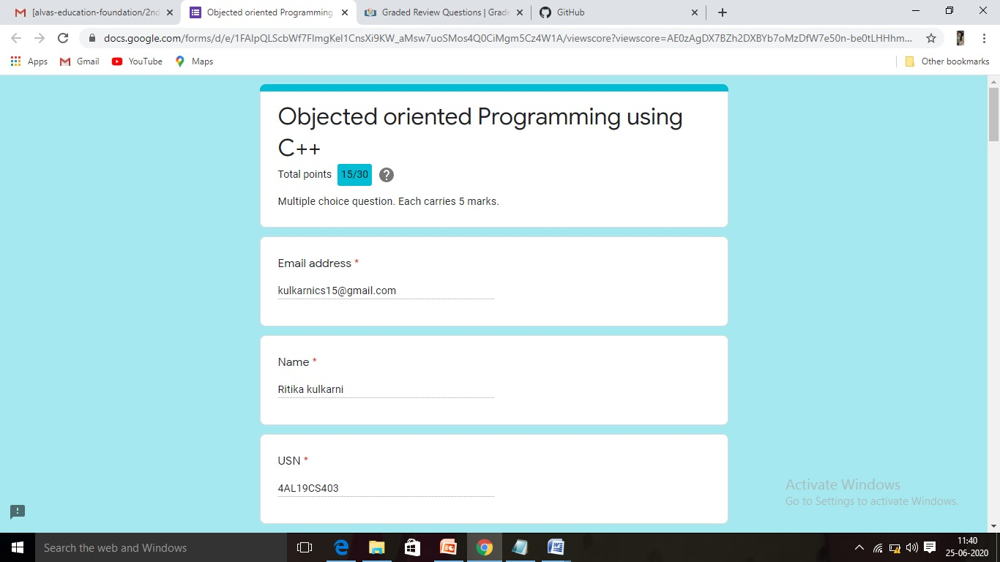 [alvas-education-foundation/2nd
Objected oriented Programming
Graded Review Questions | Grade
GitHub
docs.google.com/forms/d/e/1FAIpQLScbWf7FImgKel1CnsXi9KW_aMsw7uoSMos4Q0CiMgm5Cz4W1A/viewscore?viewscore=AE0zAgDX7BZh2DXBYb7oMzDfW7e50n-be0tLHHhm...
Apps
Gmail
YouTube
Maps
Other bookmarks
Objected oriented Programming using
C++
Total points 15/30
Multiple choice question. Each carries 5 marks.
Email address *
kulkarnics15@gmail.com
Name *
Ritika kulkarni
USN *
4AL19CS403
Activate Windows
Go to Settings to activate Windows.
Search the web and Windows
11:40
25-06-2020